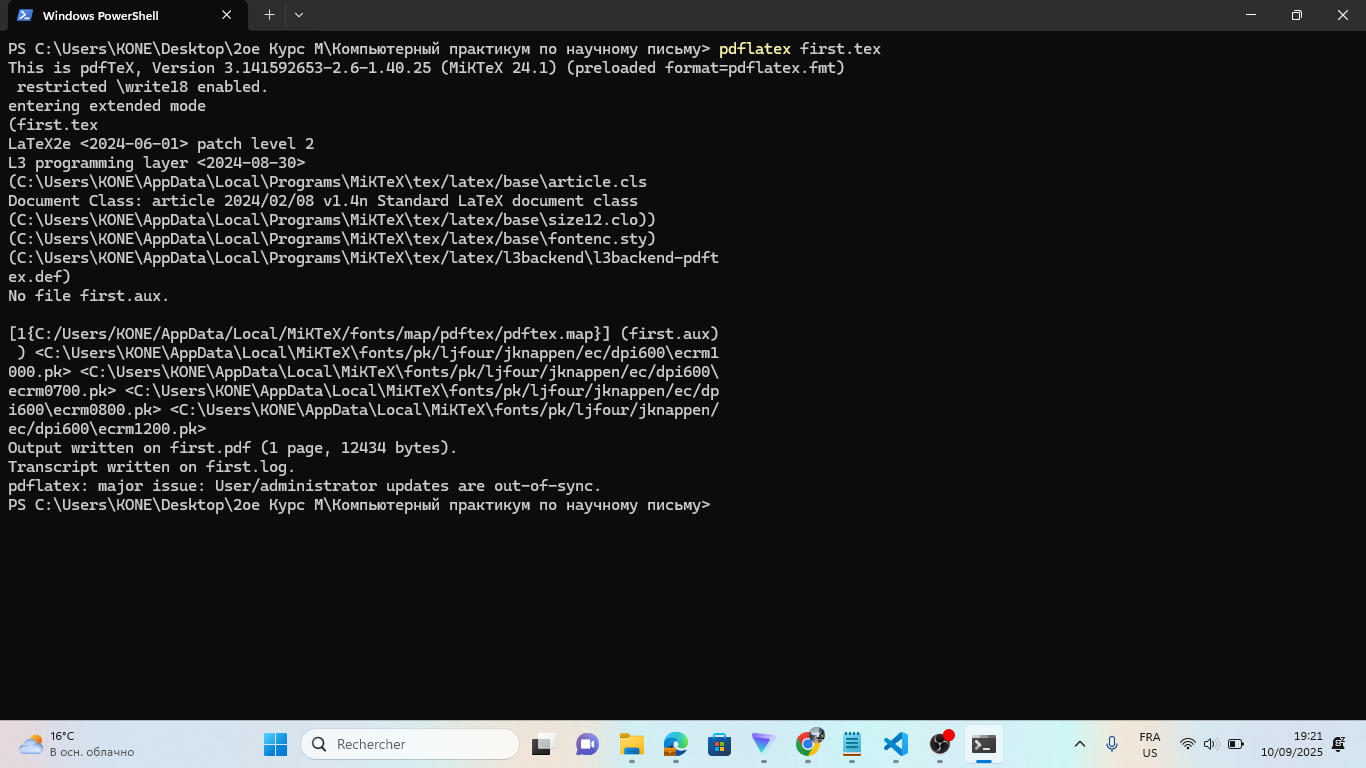 Windows PowerShell
PS C:\Users\KONE\Desktop\2ое Курс М\Компьютерный практикум по научному письму> pdflatex first.tex
This is pdfTeX, Version 3.141592653-2.6-1.40.25 (MiKTeX 24.1) (preloaded format=pdflatex.fmt)
 restricted \write18 enabled.
entering extended mode
(first.tex
LaTeX2e <2024-06-01> patch level 2
L3 programming layer <2024-08-30>
(C:\Users\KONE\AppData\Local\Programs\MiKTeX\tex/latex/base\article.cls
Document Class: article 2024/02/08 v1.4n Standard LaTeX document class
(C:\Users\KONE\AppData\Local\Programs\MiKTeX\tex/latex/base\size12.clo))
(C:\Users\KONE\AppData\Local\Programs\MiKTeX\tex/latex/base\fontenc.sty)
(C:\Users\KONE\AppData\Local\Programs\MiKTeX\tex/latex/l3backend\l3backend-pdft
ex.def)
No file first.aux.
[1{C:/Users/KONE/AppData/Local/MiKTeX/fonts/map/pdftex/pdftex.map}] (first.aux)
 ) <C:\Users\KONE\AppData\Local\MiKTeX\fonts/pk/ljfour/jknappen/ec/dpi600\ecrm1
000.pk> <C:\Users\KONE\AppData\Local\MiKTeX\fonts/pk/ljfour/jknappen/ec/dpi600\
ecrm0700.pk> <C:\Users\KONE\AppData\Local\MiKTeX\fonts/pk/ljfour/jknappen/ec/dp
i600\ecrm0800.pk> <C:\Users\KONE\AppData\Local\MiKTeX\fonts/pk/ljfour/jknappen/
ec/dpi600\ecrm1200.pk>
Output written on first.pdf (1 page, 12434 bytes).
Transcript written on first.log.
pdflatex: major issue: User/administrator updates are out-of-sync.
PS C:\Users\KONE\Desktop\2ое Курс М\Компьютерный практикум по научному письму>
16°C
В осн. облачно
Rechercher
FRA
US
19:21
10/09/2025